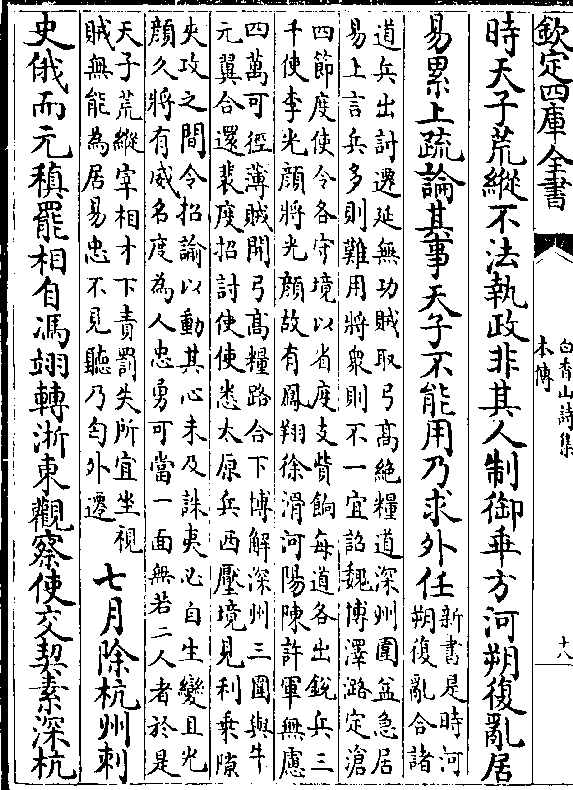 欽定四庫全書
白香山詩集
本傳
十八
時天子荒縱不法執政非其人制御乖方河朔復亂居
易累上疏論其事天子不能用乃求外任
新書是時河
朔復亂合諸
道兵出討遷延無功賊取弓髙絶糧道深州圍益急居
易上言兵多則難用將衆則不一宜詔魏博澤潞定滄
四節度使令各守境以省度支貲餉每道各出銳兵三
千使李光顔將光顔故有鳳翔徐滑河陽陳許軍無慮
四萬可徑薄賊開弓髙糧路合下博解深州三圍與牛
元翼合還裴度招討使使悉太原兵西壓境見利乗隙
夾攻之間令招論以動其心未及誅夷必自生變且光
顔久將有威名度為人忠勇可當一面無若二人者於是
天子荒縱宰相才下責罰失所宜坐視
賊無能為居易忠不見聽乃匄外遷
七月除杭州刺
史俄而元稹罷相自馮翊轉浙東觀察使交契素深杭